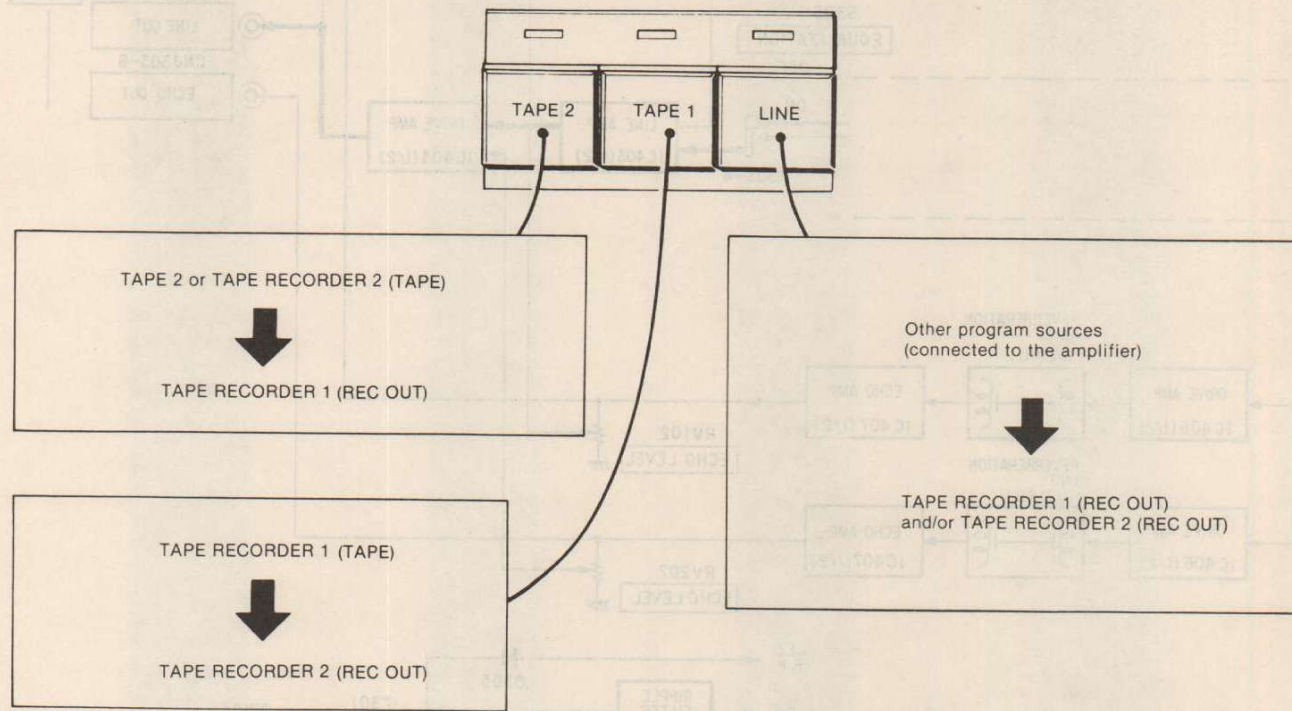 TAPE 2
TAPE 1
LINE
TAPE 2 or TAPE RECORDER 2 (TAPE)
TAPE RECORDER 1 (REC OUT)
TAPE RECORDER 1 (TAPE)
TAPE RECORDER 2 (REC OUT)
Other program sources
(connected to the amplifier)
TAPE RECORDER 1 (REC OUT)
and/or TAPE RECORDER 2 (REC OUT)